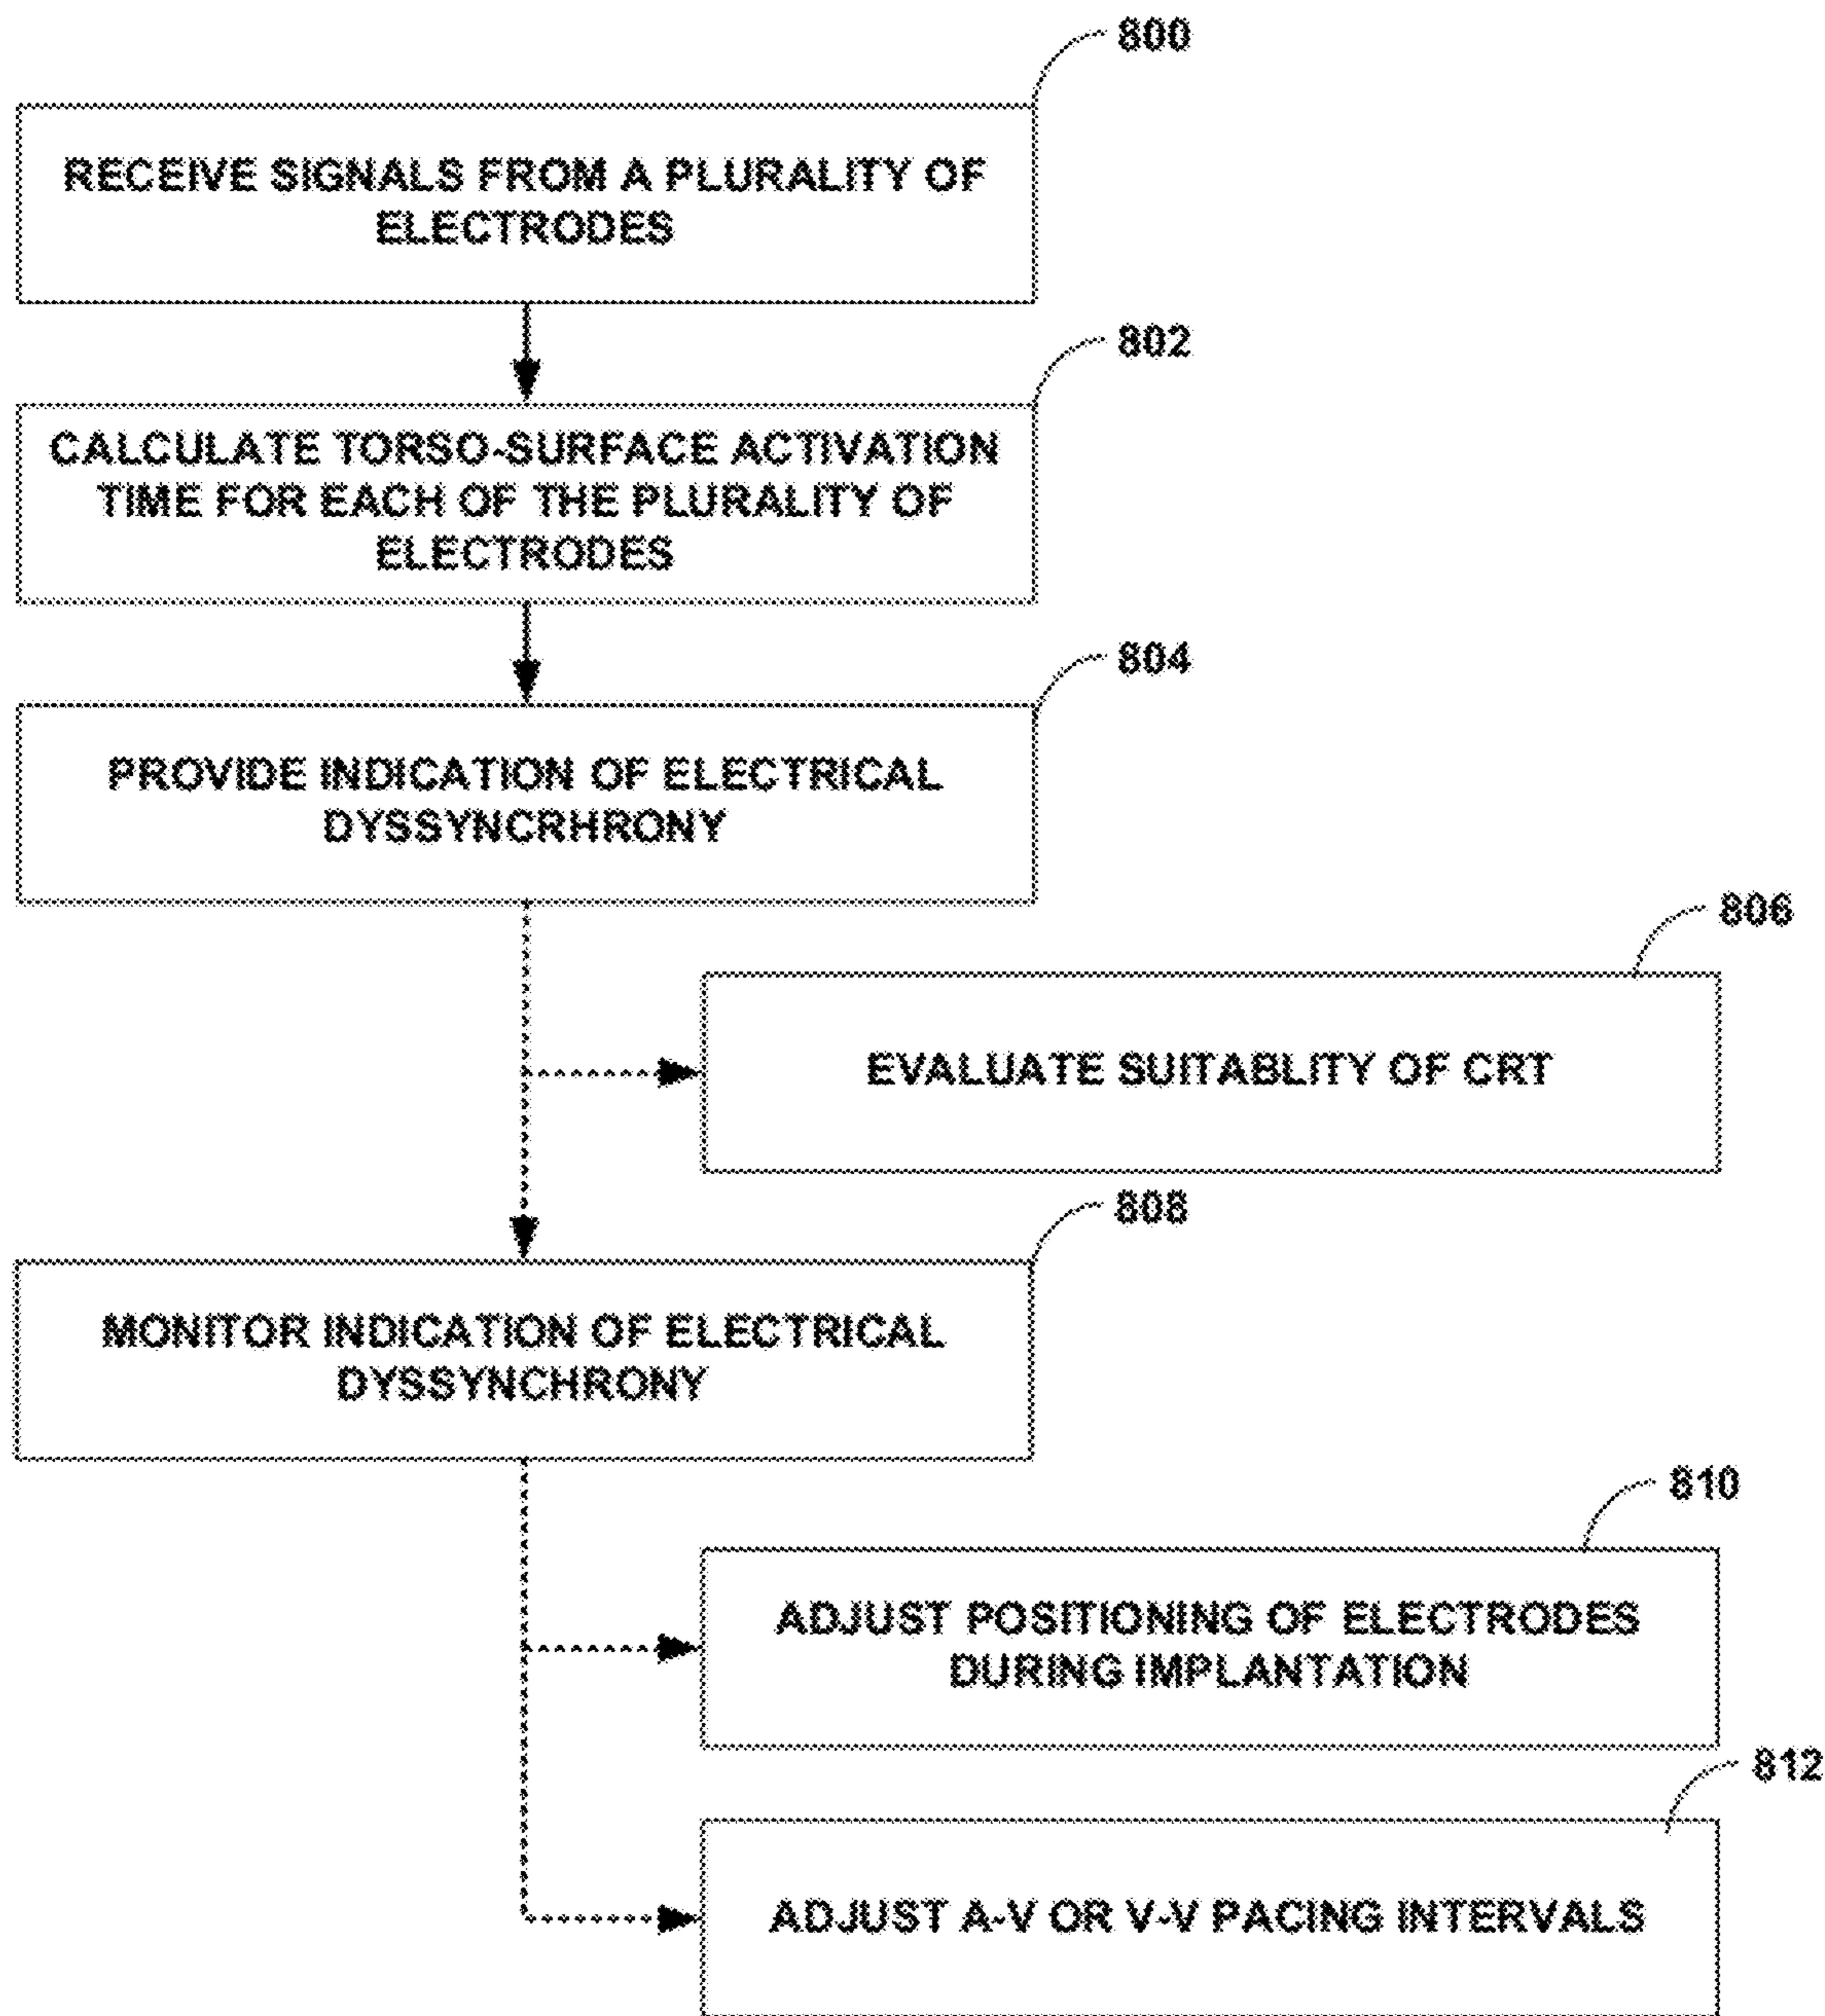 800
RECEIVE SIGNALS FROM A PLURALITY OF
ELECTRODES
802
CALCULATE TORSO-SURFACE ACTIVATION
TIME FOR EACH OF THE PLURALITY OF
ELECTRODES
804
PROVIDE INDICATION OF ELECTRICAL
DYSSYNCRHRONY
806
EVALUATE SUITABLITY OF CRT
808
MONITOR INDICATION OF ELECTRICAL
DYSSYNCHRONY
810
ADJUST POSITIONING OF ELECTRODES
DURING IMPLANTATION
812
ADJUST A-V OR V-V PACING INTERVALS